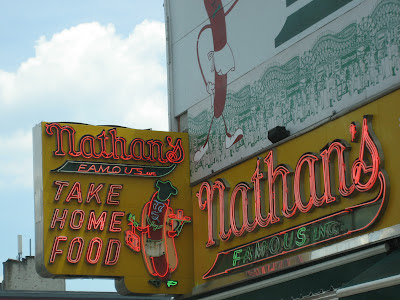 Nathan's
FAMOUS INC.
TAKE
HOME
FOOD
Nathan's
FAMOUS INC.